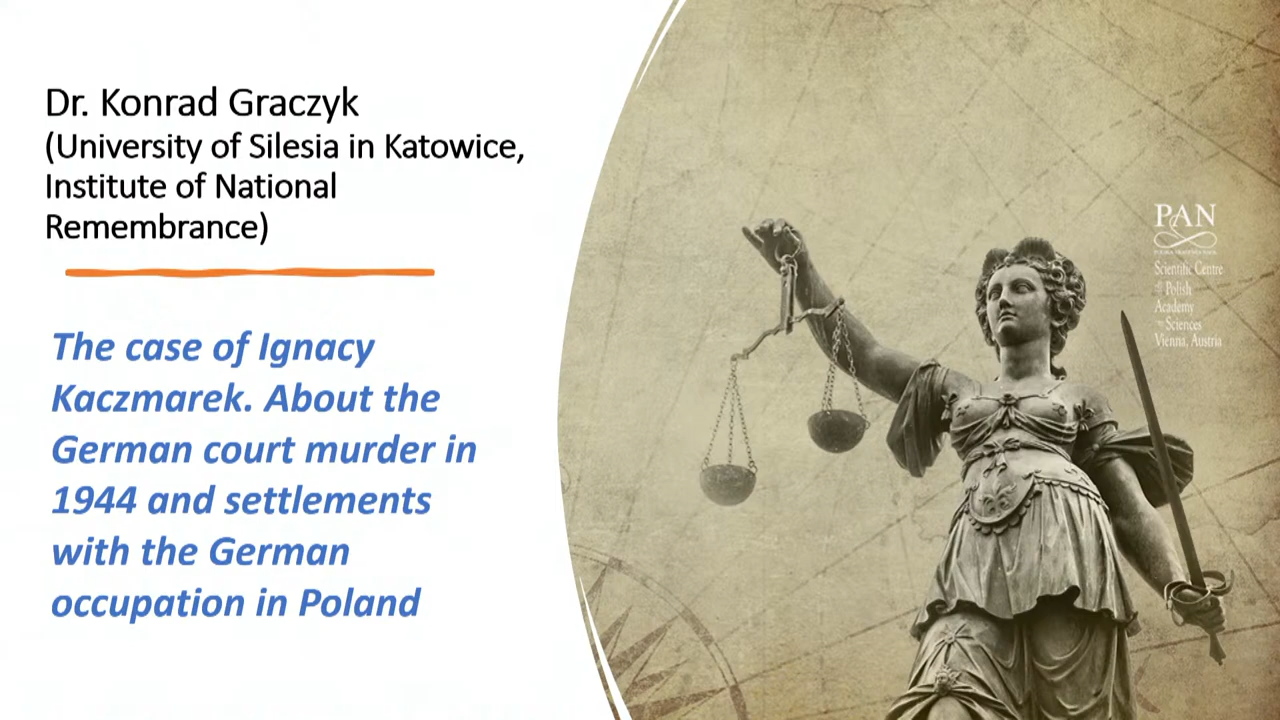 Dr. Konrad Graczyk
(University of Silesia in Katowice,
Institute of National
Remembrance)
The case of Ignacy
Kaczmarek. About the
German court murder in
1944 and settlements
with the German
occupation in Poland
PAN
Scientific Centre
of Polish
Academy
of Sciences
Vienna, Austria